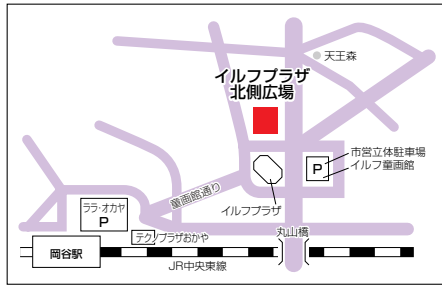 天王森
イルフプラザ
北側広場
市営立体駐車場
イルフ童画館
P
童画館通り
イルフプラザ
ララ・オカヤ
P
テクノプラザおかや
丸山橋
岡谷駅
JR中央東線